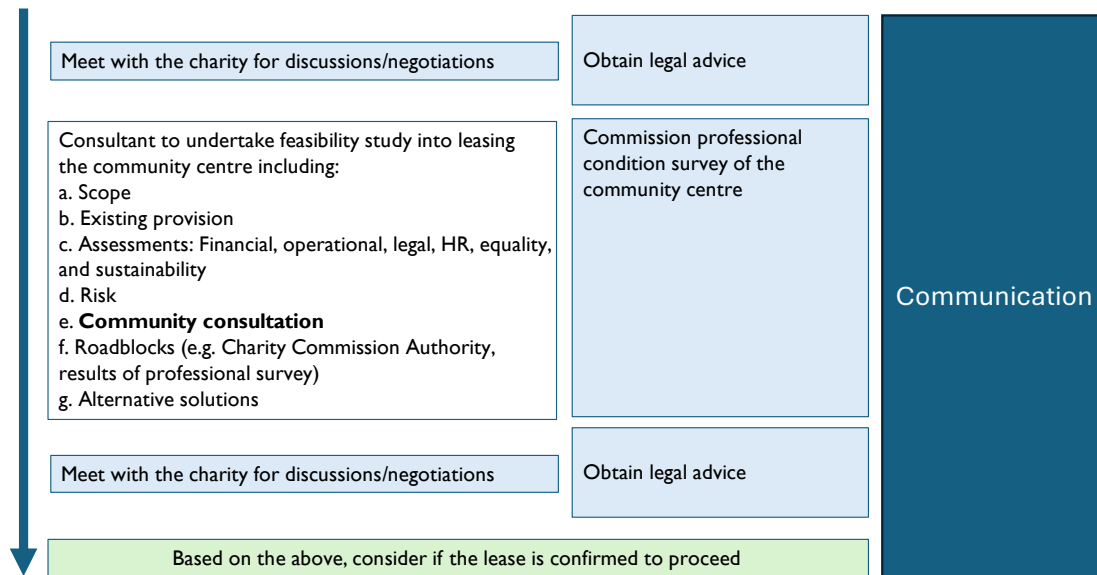 Meet with the charity for discussions/negotiations
Obtain legal advice
Consultant to undertake feasibility study into leasing
the community centre including:
a. Scope
b. Existing provision
c. Assessments: Financial, operational, legal, HR, equality,
and sustainability
d. Risk
e. Community consultation
f. Roadblocks (e.g. Charity Commission Authority,
results of professional survey)
g. Alternative solutions
Commission professional
condition survey of the
community centre
Communication
Meet with the charity for discussions/negotiations
Obtain legal advice
Based on the above, consider if the lease is confirmed to proceed